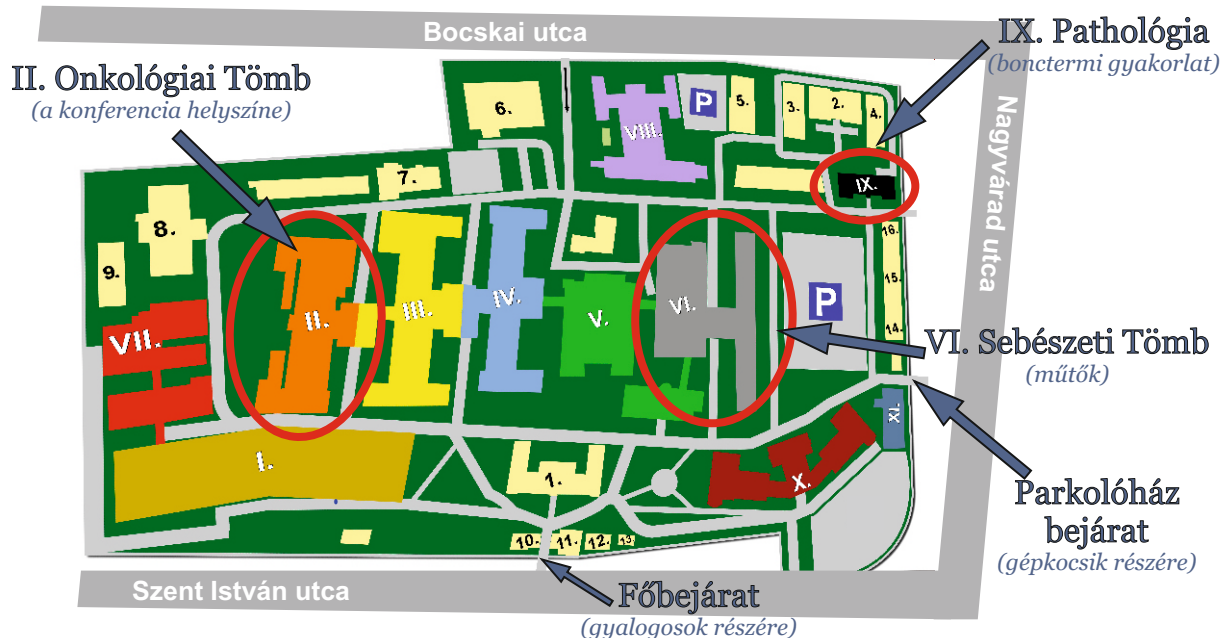 Bocskai utca
IX. Pathológia
(bonctermi gyakorlat)
II. Onkológiai Tömb
(a konferencia helyszíne)
6.
VIII.
P
5.
3.
2.
4.
IX.
7.
8.
9.
16.
15.
14.
Nagyvárad utca
VII.
II.
III.
IV.
V.
VI.
P
VI. Sebészeti Tömb
(műtők)
XI.
I.
1.
X.
Parkolóház
bejárat
(gépkocsik részére)
10.
11.
12.
13.
Szent István utca
Főbejárat
(gyalogosok részére)